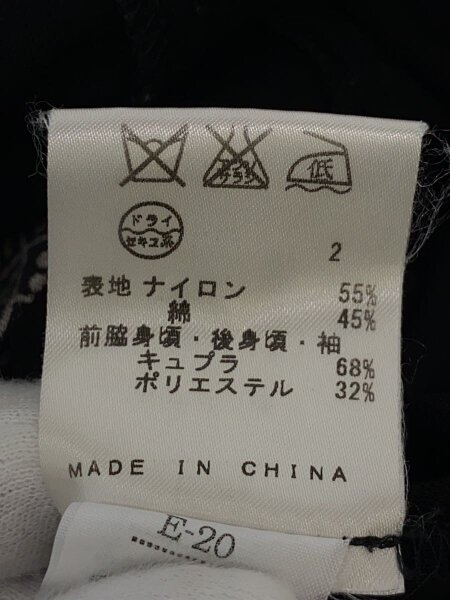 低
ドライ
セキユ系
2
表地 ナイロン 55%
綿 45%
前脇身頃・後身頃・袖
キュプラ 68%
ポリエステル 32%
MADE IN CHINA
E-20